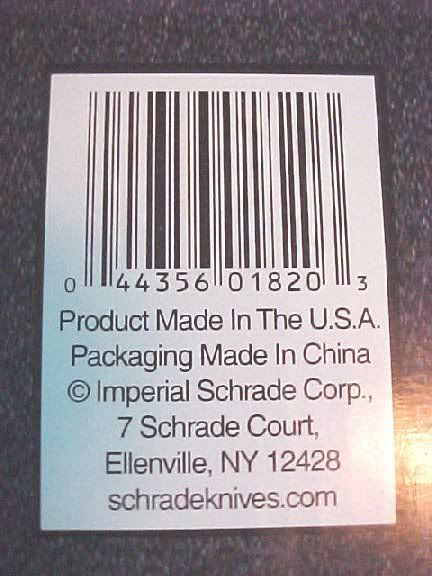 0 44356 01820 3
Product Made In The U.S.A.
Packaging Made In China
© Imperial Schrade Corp.,
7 Schrade Court,
Ellenville, NY 12428
schradeknives.com